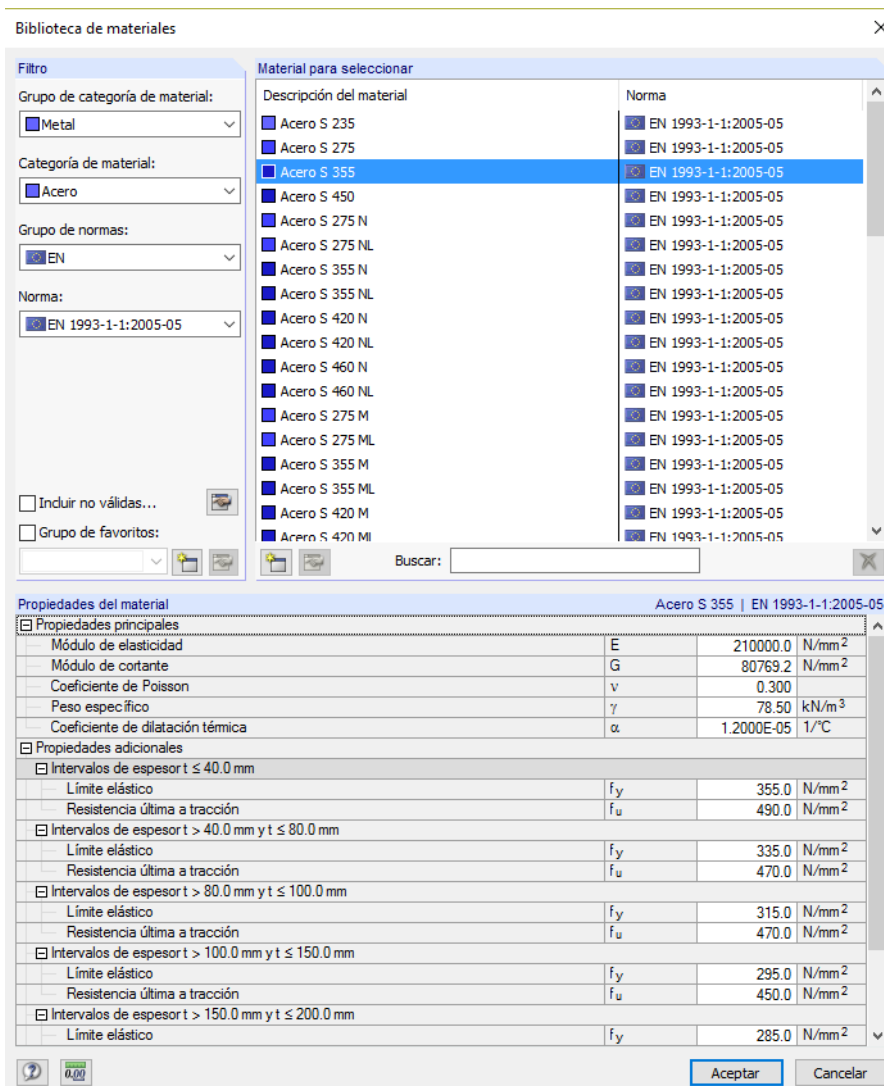 Biblioteca de materiales
Filtro
Grupo de categoría de material:
Metal
Categoría de material:
Acero
Grupo de normas:
EN
Norma:
EN 1993-1-1:2005-05
Incluir no válidas...
Grupo de favoritos:
Material para seleccionar
Descripción del material Norma
Acero S 235 EN 1993-1-1:2005-05
Acero S 275 EN 1993-1-1:2005-05
Acero S 355 EN 1993-1-1:2005-05
Acero S 450 EN 1993-1-1:2005-05
Acero S 275 N EN 1993-1-1:2005-05
Acero S 275 NL EN 1993-1-1:2005-05
Acero S 355 N EN 1993-1-1:2005-05
Acero S 355 NL EN 1993-1-1:2005-05
Acero S 420 N EN 1993-1-1:2005-05
Acero S 420 NL EN 1993-1-1:2005-05
Acero S 460 N EN 1993-1-1:2005-05
Acero S 460 NL EN 1993-1-1:2005-05
Acero S 275 M EN 1993-1-1:2005-05
Acero S 275 ML EN 1993-1-1:2005-05
Acero S 355 M EN 1993-1-1:2005-05
Acero S 355 ML EN 1993-1-1:2005-05
Acero S 420 M EN 1993-1-1:2005-05
Acero S 420 ML EN 1993-1-1:2005-05
Buscar:
Propiedades del material Acero S 355 | EN 1993-1-1:2005-05
Propiedades principales
Módulo de elasticidad E 210000.0 N/mm²
Módulo de cortante G 80769.2 N/mm²
Coeficiente de Poisson ν 0.300
Peso específico γ 78.50 kN/m³
Coeficiente de dilatación térmica α 1.2000E-05 1/°C
Propiedades adicionales
Intervalos de espesor t ≤ 40.0 mm
Límite elástico fy 355.0 N/mm²
Resistencia última a tracción fu 490.0 N/mm²
Intervalos de espesor t > 40.0 mm y t ≤ 80.0 mm
Límite elástico fy 335.0 N/mm²
Resistencia última a tracción fu 470.0 N/mm²
Intervalos de espesor t > 80.0 mm y t ≤ 100.0 mm
Límite elástico fy 315.0 N/mm²
Resistencia última a tracción fu 470.0 N/mm²
Intervalos de espesor t > 100.0 mm y t ≤ 150.0 mm
Límite elástico fy 295.0 N/mm²
Resistencia última a tracción fu 450.0 N/mm²
Intervalos de espesor t > 150.0 mm y t ≤ 200.0 mm
Límite elástico fy 285.0 N/mm²
0.00
Aceptar Cancelar